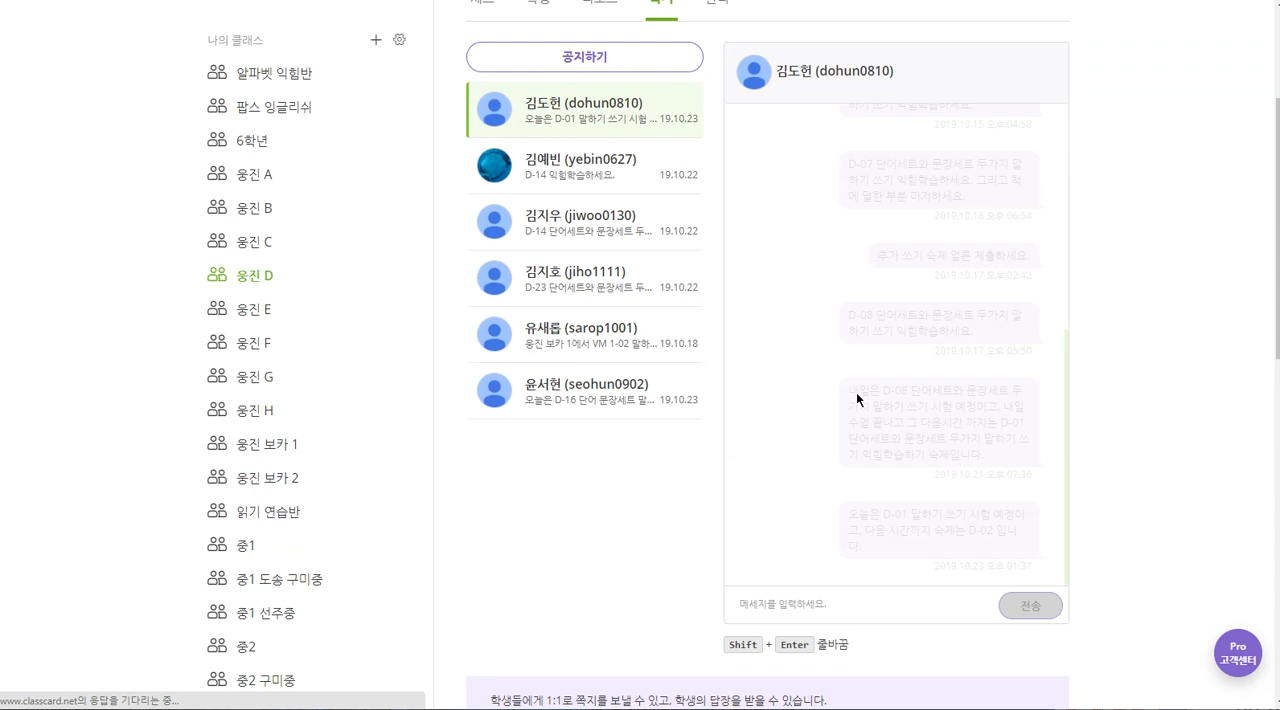 나의 클래스
알파벳 익힘반
팝스 잉글리쉬
6학년
웅진 A
웅진 B
웅진 C
웅진 D
웅진 E
웅진 F
웅진 G
웅진 H
웅진 보카 1
웅진 보카 2
읽기 연습반
중1
중1 도송 구미중
중1 선주중
중2
중2 구미중
www.classcard.net의 응답을 기다리는 중...
공지하기
김도헌 (dohun0810)
오늘은 D-01 말하기 쓰기 시험 ... 19.10.23
김예빈 (yebin0627)
D-14 익힘학습하세요. 19.10.22
김지우 (jiwoo0130)
D-14 단어세트와 문장세트 두... 19.10.22
김지호 (jiho1111)
D-23 단어세트와 문장세트 두... 19.10.22
유새롭 (sarop1001)
웅진 보카 1에서 VM 1-02 말하... 19.10.18
윤서현 (seohun0902)
오늘은 D-16 단어 문장세트 말... 19.10.23
김도헌 (dohun0810)
하기 쓰기 익힘학습하세요.
2019.10.15 오후 04:58
D-07 단어세트와 문장세트 두가지 말
하기 쓰기 익힘학습하세요. 그리고 책
에 덜한 부분 마저하세요.
2019.10.16 오후 06:54
추가 쓰기 숙제 얼른 제출하세요.
2019.10.17 오후 02:42
D-08 단어세트와 문장세트 두가지 말
하기 쓰기 익힘학습하세요.
2019.10.17 오후 05:50
내일은 D-08 단어세트와 문장세트 두
가지 말하기 쓰기 시험 예정이고, 내일
수업 끝나고 그 다음시간 까지는 D-01
단어세트와 문장세트 두가지 말하기 쓰
기 익힘학습하기 숙제입니다.
2019.10.21 오후 07:36
오늘은 D-01 말하기 쓰기 시험 예정이
고, 다음 시간까지 숙제는 D-02 입니
다.
2019.10.23 오후 01:37
메세지를 입력하세요.
전송
Shift + Enter 줄바꿈
Pro
고객센터
학생들에게 1:1로 쪽지를 보낼 수 있고, 학생의 답장을 받을 수 있습니다.